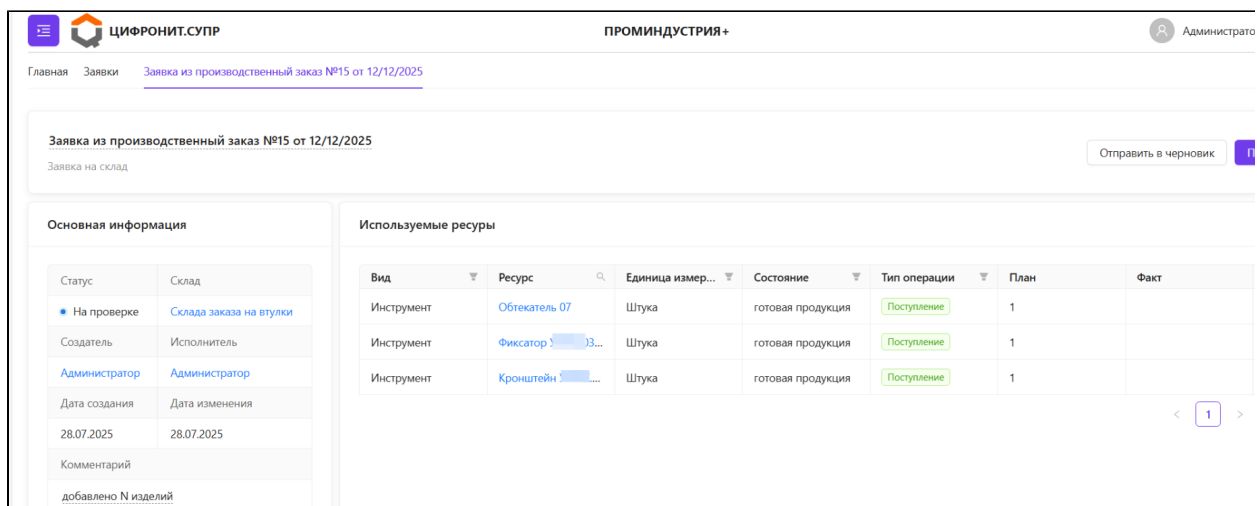 ЦИФРОНИТ.СУПР ПРОМИНДУСТРИЯ+ Администрато
Главная Заявки Заявка из производственный заказ №15 от 12/12/2025
Заявка из производственный заказ №15 от 12/12/2025
Заявка на склад
Отправить в черновик П
Основная информация
Статус Склад
На проверке Склада заказа на втулки
Создатель Исполнитель
Администратор Администратор
Дата создания Дата изменения
28.07.2025 28.07.2025
Комментарий
добавлено N изделий
Используемые ресуры
Вид Ресурс Единица измер... Состояние Тип операции План Факт
Инструмент Обтекатель 07 Штука готовая продукция Поступление 1
Инструмент Фиксатор 03... Штука готовая продукция Поступление 1
Инструмент Кронштейн ... Штука готовая продукция Поступление 1
< 1 >